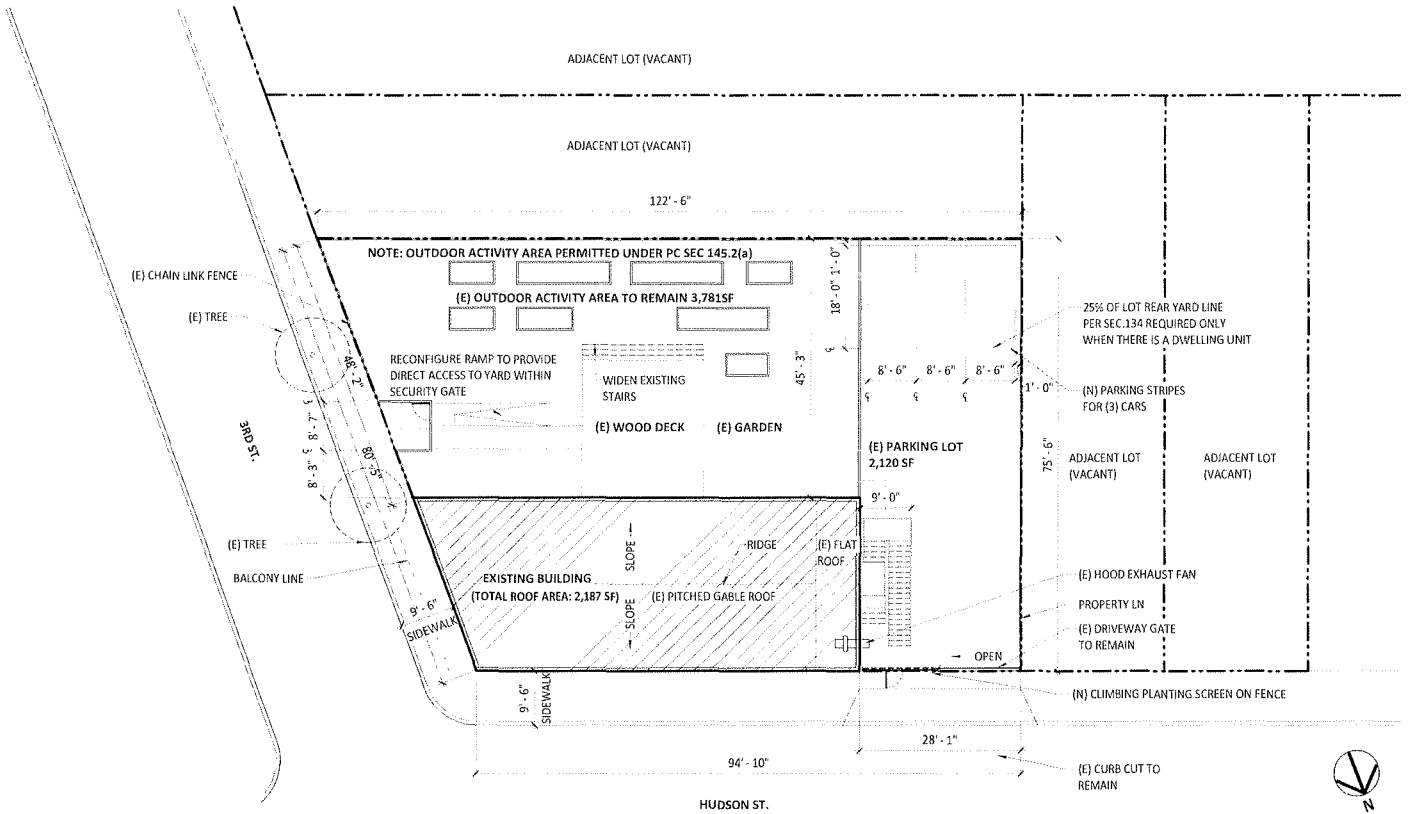 ADJACENT LOT (VACANT)
ADJACENT LOT (VACANT)
122' - 6"
NOTE: OUTDOOR ACTIVITY AREA PERMITTED UNDER PC SEC 145.2(a)
(E) CHAIN LINK FENCE
(E) OUTDOOR ACTIVITY AREA TO REMAIN 3,781SF
18' - 0"
1' - 0"
(E) TREE
25% OF LOT REAR YARD LINE
PER SEC.134 REQUIRED ONLY
WHEN THERE IS A DWELLING UNIT
48' - 2"
RECONFIGURE RAMP TO PROVIDE
DIRECT ACCESS TO YARD WITHIN
SECURITY GATE
WIDEN EXISTING
STAIRS
45' - 3"
8' - 6"
8' - 6"
8' - 6"
1' - 0"
(N) PARKING STRIPES
FOR (3) CARS
3RD ST.
8' - 7"
8' - 3"
80' - 5"
(E) WOOD DECK
(E) GARDEN
(E) PARKING LOT
2,120 SF
75' - 6"
ADJACENT LOT
(VACANT)
ADJACENT LOT
(VACANT)
9' - 0"
(E) TREE
BALCONY LINE
SLOPE
RIDGE
(E) FLAT
ROOF
EXISTING BUILDING
(TOTAL ROOF AREA: 2,187 SF)
(E) PITCHED GABLE ROOF
SLOPE
(E) HOOD EXHAUST FAN
PROPERTY LN
(E) DRIVEWAY GATE
TO REMAIN
9' - 6"
SIDEWALK
OPEN
9' - 6"
SIDEWALK
(N) CLIMBING PLANTING SCREEN ON FENCE
28' - 1"
94' - 10"
(E) CURB CUT TO
REMAIN
HUDSON ST.
N